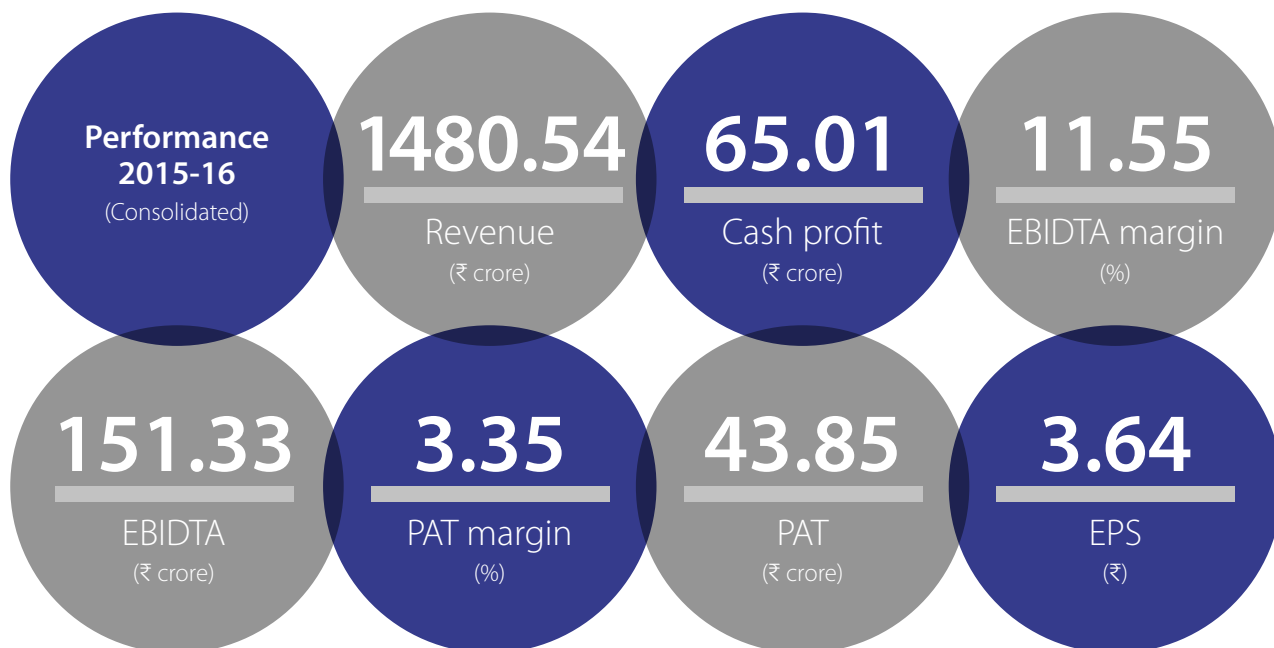 Performance
2015-16
(Consolidated)
1480.54
Revenue
(₹ crore)
65.01
Cash profit
(₹ crore)
11.55
EBIDTA margin
(%)
151.33
EBIDTA
(₹ crore)
3.35
PAT margin
(%)
43.85
PAT
(₹ crore)
3.64
EPS
(₹)